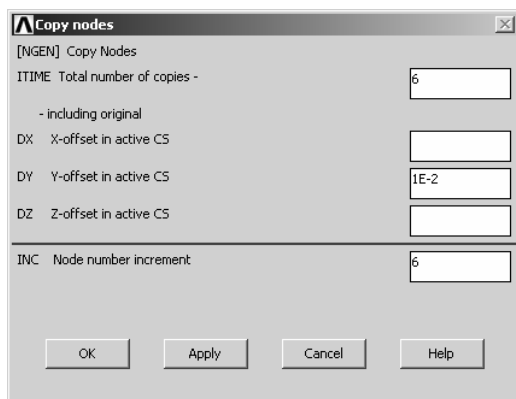 Copy nodes
[NGEN] Copy Nodes
ITIME Total number of copies - 6
- including original
DX X-offset in active CS
DY Y-offset in active CS 1E-2
DZ Z-offset in active CS
INC Node number increment 6
OK Apply Cancel Help